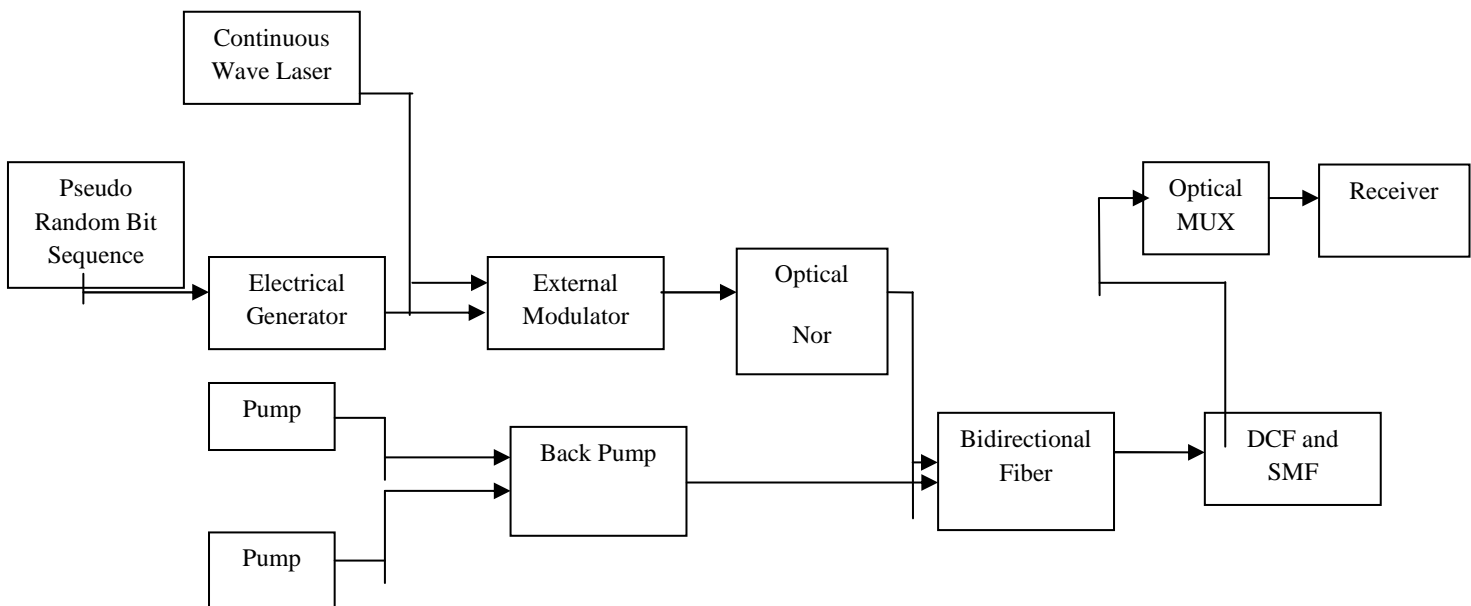 Continuous
Wave Laser
Pseudo
Random Bit
Sequence
Electrical
Generator
External
Modulator
Optical
Nor
Optical
MUX
Receiver
Pump
Back Pump
Pump
Bidirectional
Fiber
DCF and
SMF